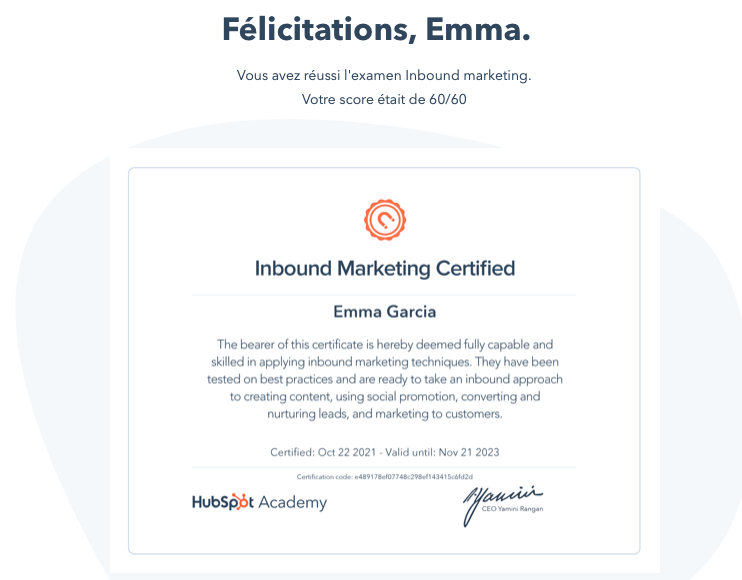 Félicitations, Emma.
Vous avez réussi l'examen Inbound marketing.
Votre score était de 60/60
Inbound Marketing Certified
Emma Garcia
The bearer of this certificate is hereby deemed fully capable and
skilled in applying inbound marketing techniques. They have been
tested on best practices and are ready to take an inbound approach
to creating content, using social promotion, converting and
nurturing leads, and marketing to customers.
Certified: Oct 22 2021 - Valid until: Nov 21 2023
Certification code: e489178ef07748c298ef143415c6fd2d
HubSpot Academy
CEO Yamini Rangan